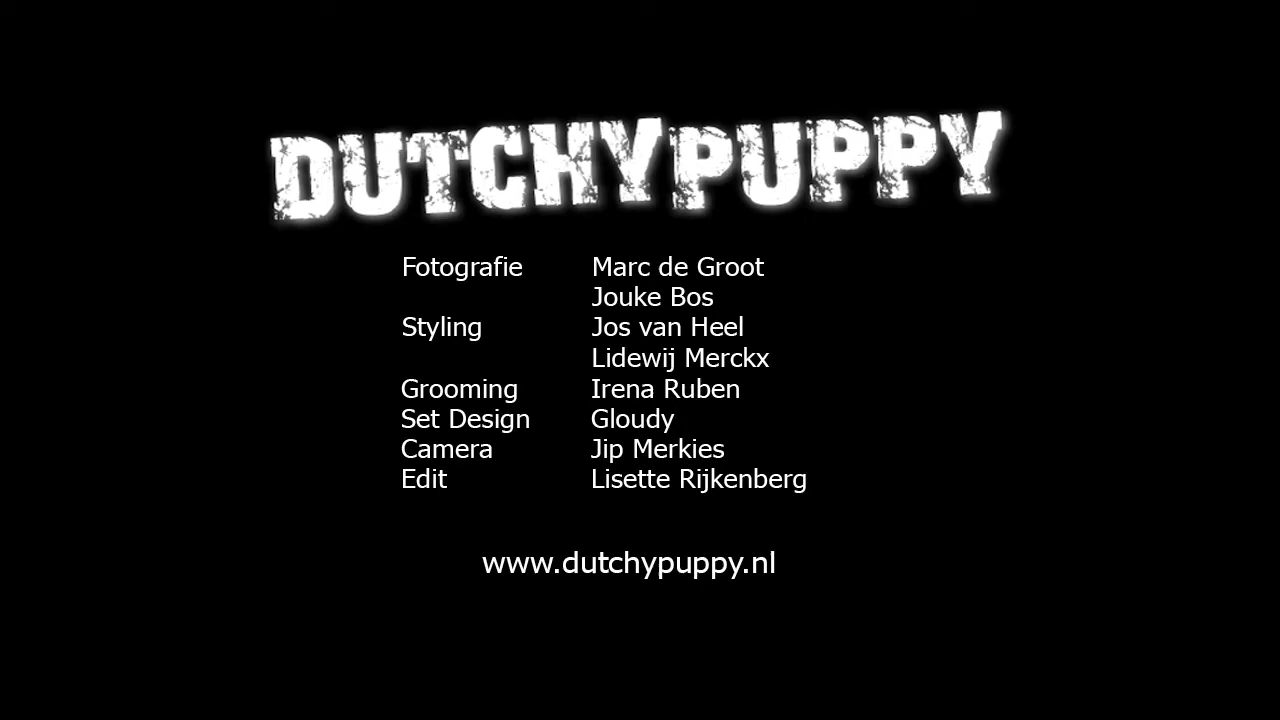 DUTCHYPUPPY
Fotografie Marc de Groot
Jouke Bos
Styling Jos van Heel
Lidewij Merckx
Grooming Irena Ruben
Set Design Gloudy
Camera Jip Merkies
Edit Lisette Rijkenberg
www.dutchypuppy.nl